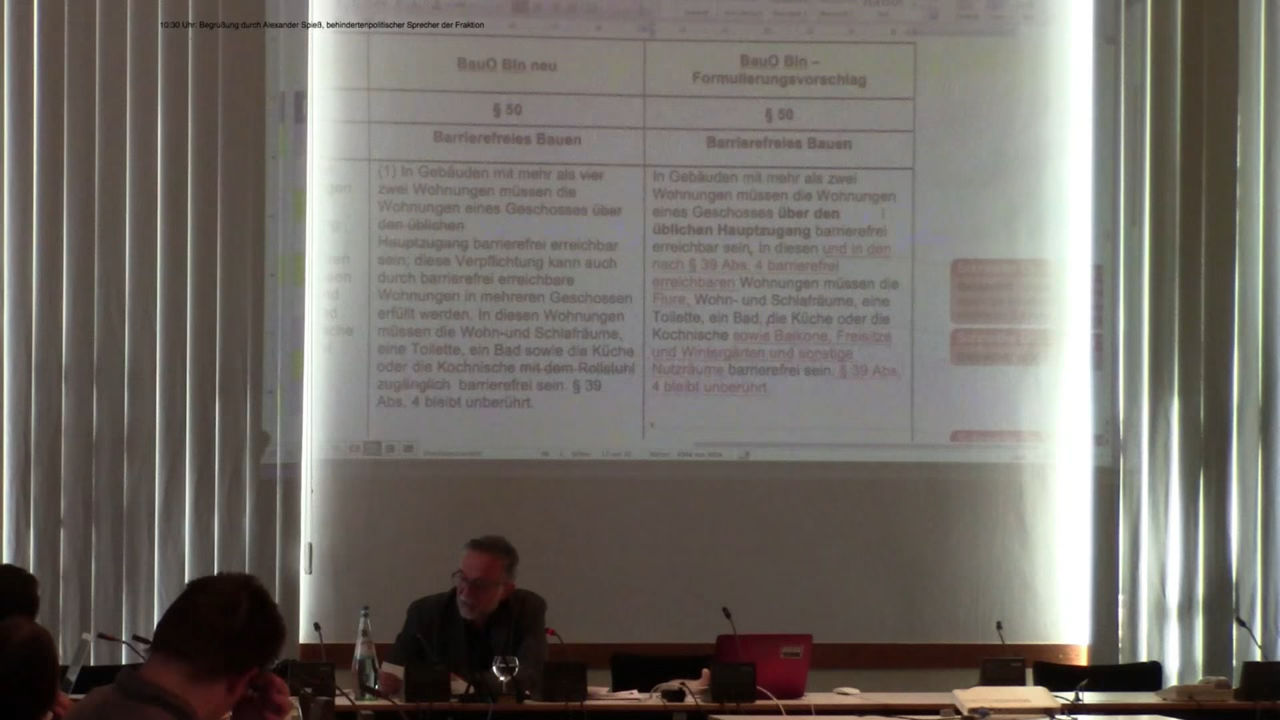 10:30 Uhr: Begrüßung durch Alexander Spieß, behindertenpolitischer Sprecher der Fraktion
BauO Bln neu
§ 50
Barrierefreies Bauen
(1) In Gebäuden mit mehr als vier
zwei Wohnungen müssen die
Wohnungen eines Geschosses über
den üblichen
Hauptzugang barrierefrei erreichbar
sein; diese Verpflichtung kann auch
durch barrierefrei erreichbare
Wohnungen in mehreren Geschossen
erfüllt werden. In diesen Wohnungen
müssen die Wohn-und Schlafräume,
eine Toilette, ein Bad sowie die Küche
oder die Kochnische mit dem Rollstuhl
zugänglich barrierefrei sein. § 39
Abs. 4 bleibt unberührt.
BauO Bln –
Formulierungsvorschlag
§ 50
Barrierefreies Bauen
In Gebäuden mit mehr als zwei
Wohnungen müssen die Wohnungen
eines Geschosses über den
üblichen Hauptzugang barrierefrei
erreichbar sein. In diesen und in den
nach § 39 Abs. 4 barrierefrei
erreichbaren Wohnungen müssen die
Flure, Wohn- und Schlafräume, eine
Toilette, ein Bad, die Küche oder die
Kochnische sowie Balkone, Freisitze
und Wintergärten und sonstige
Nutzräume barrierefrei sein. § 39 Abs.
4 bleibt unberührt.